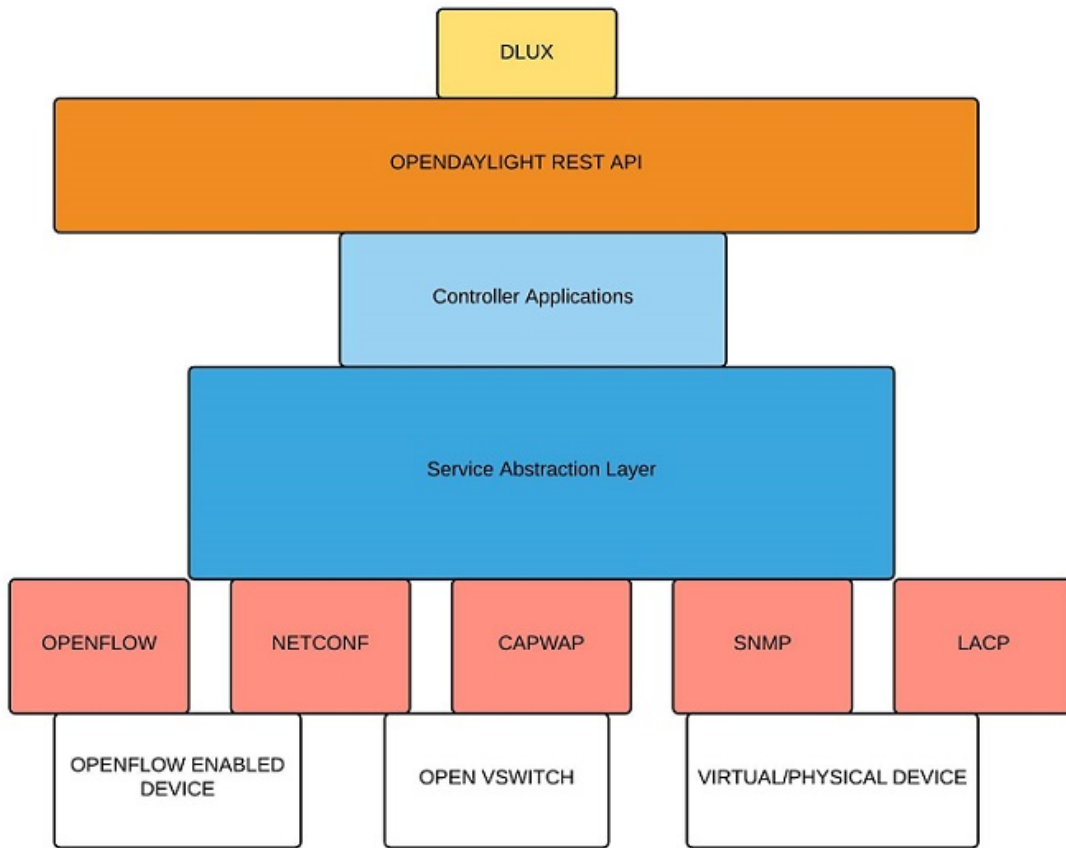 DLUX
OPENDAYLIGHT REST API
Controller Applications
Service Abstraction Layer
OPENFLOW
NETCONF
CAPWAP
SNMP
LACP
OPENFLOW ENABLED
DEVICE
OPEN VSWITCH
VIRTUAL/PHYSICAL DEVICE